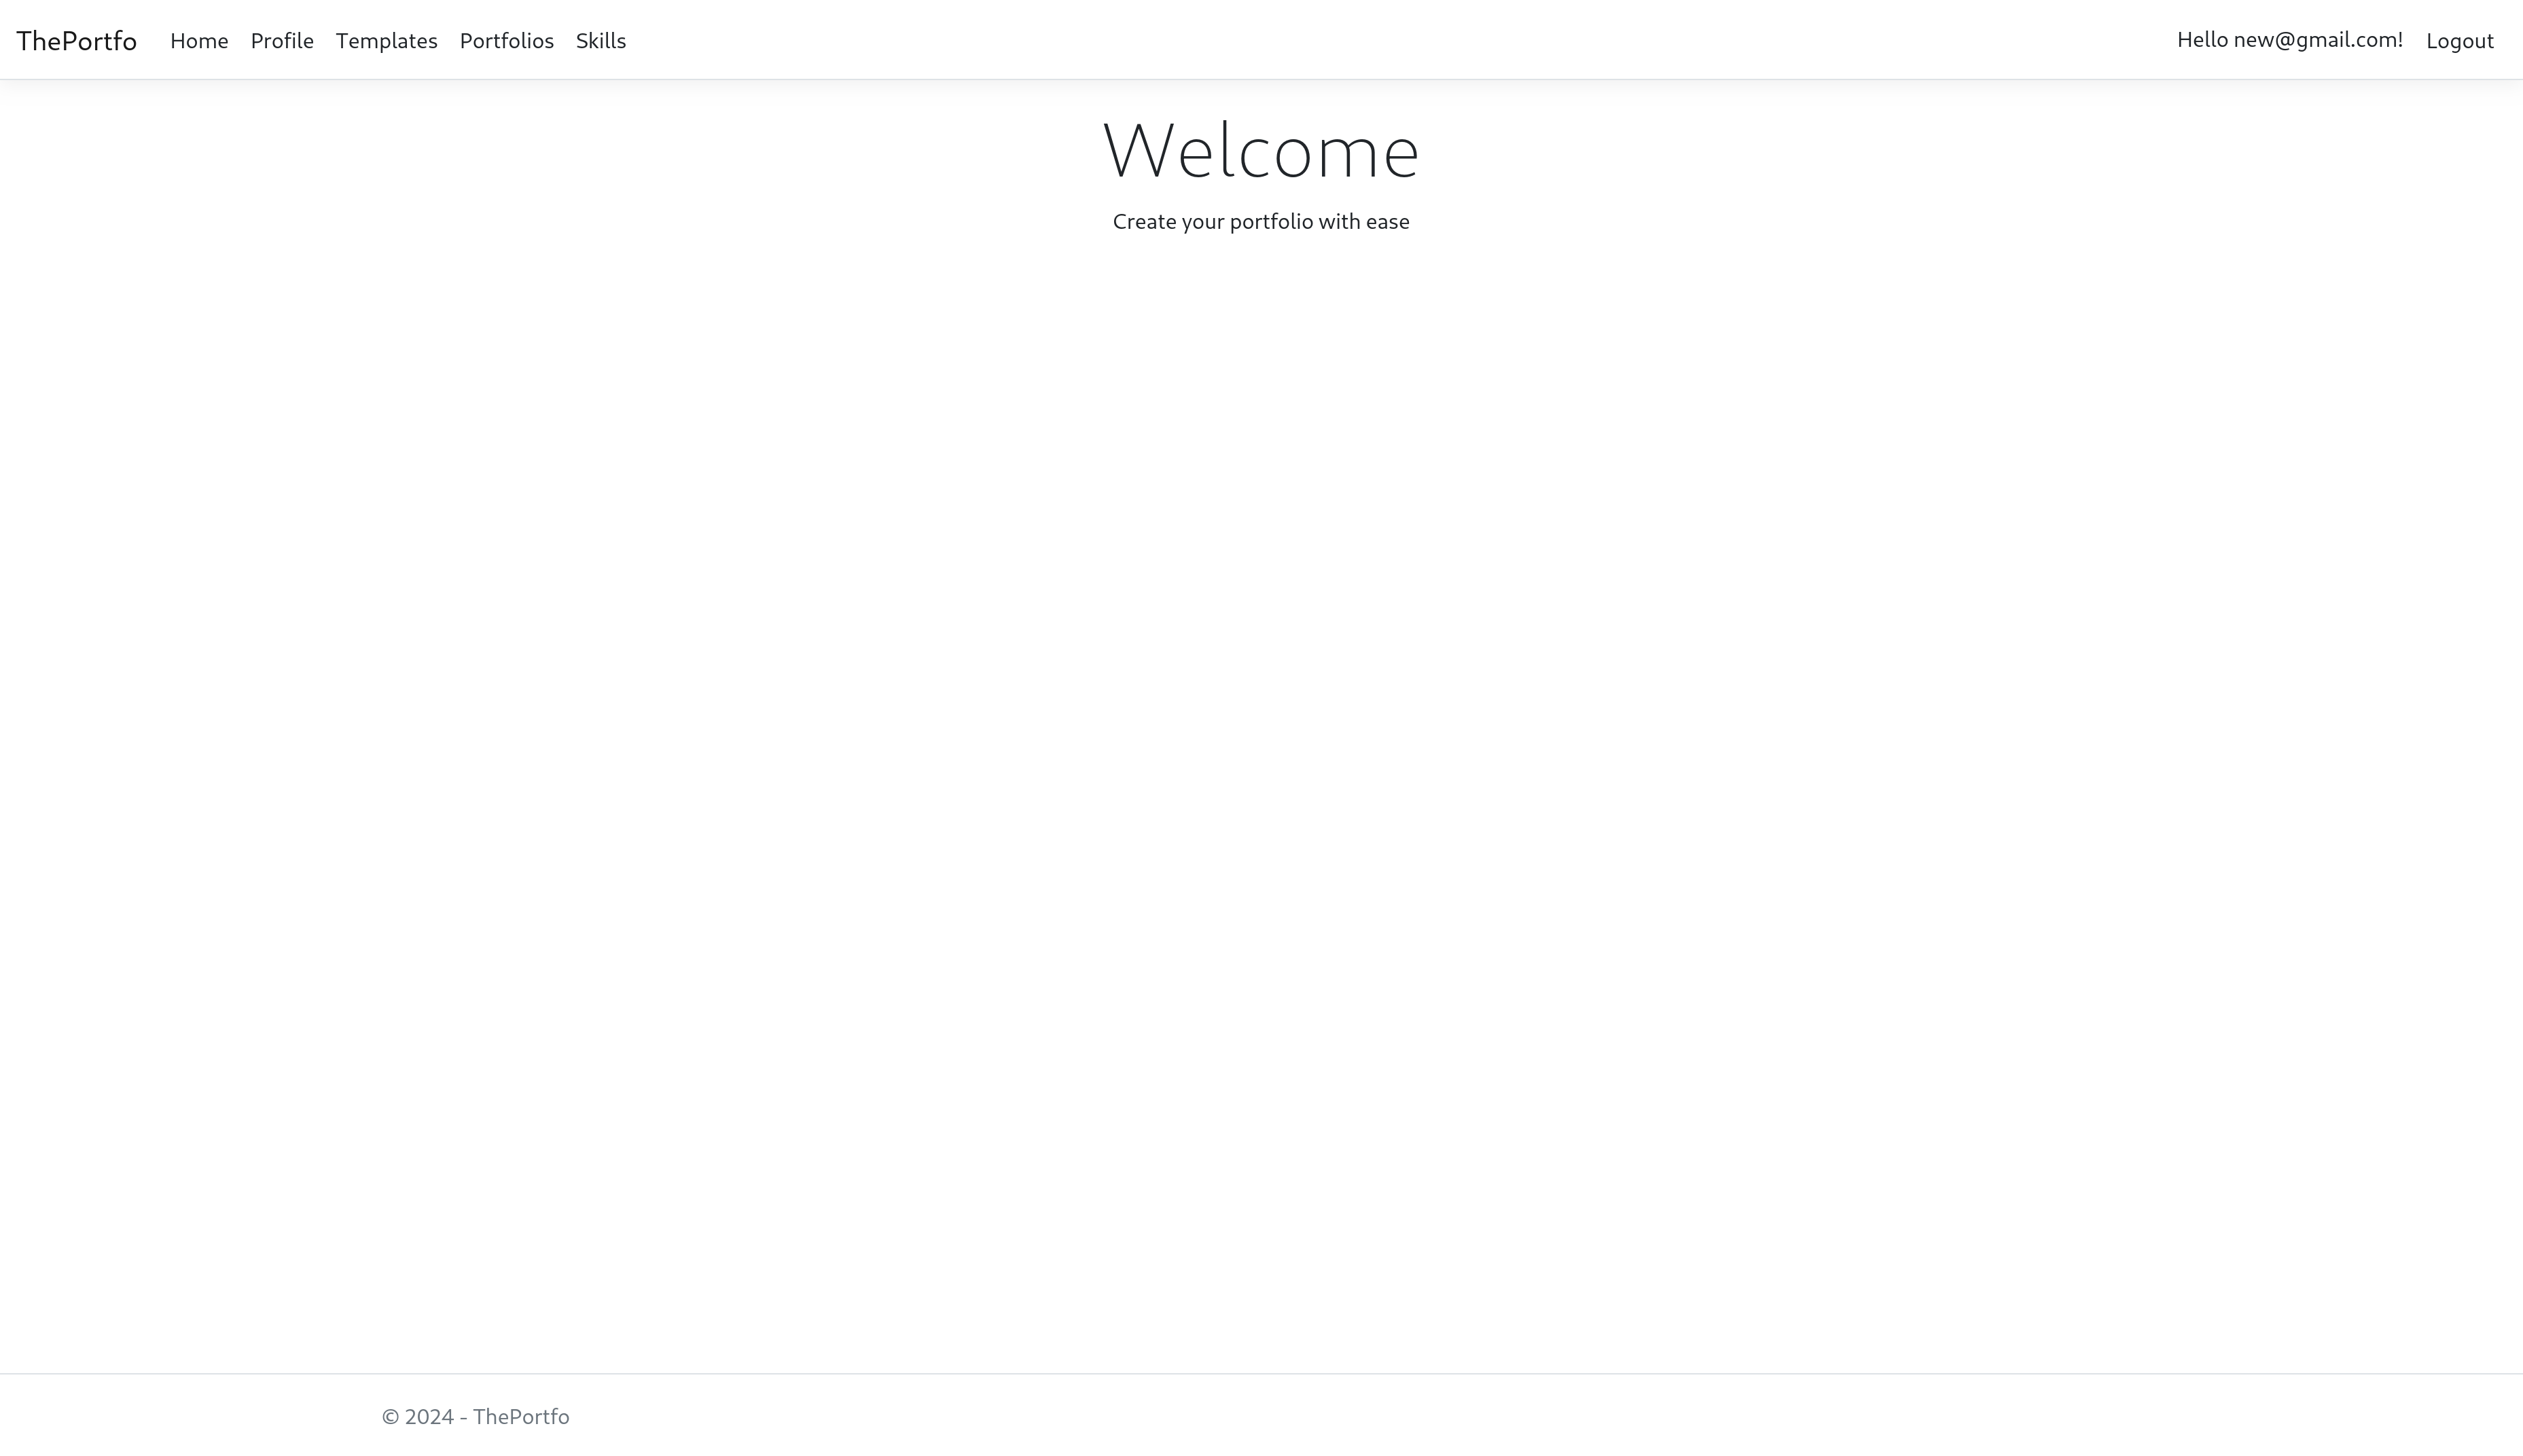 ThePortfo Home Profile Templates Portfolios Skills Hello new@gmail.com! Logout
Welcome
Create your portfolio with ease
© 2024 - ThePortfo